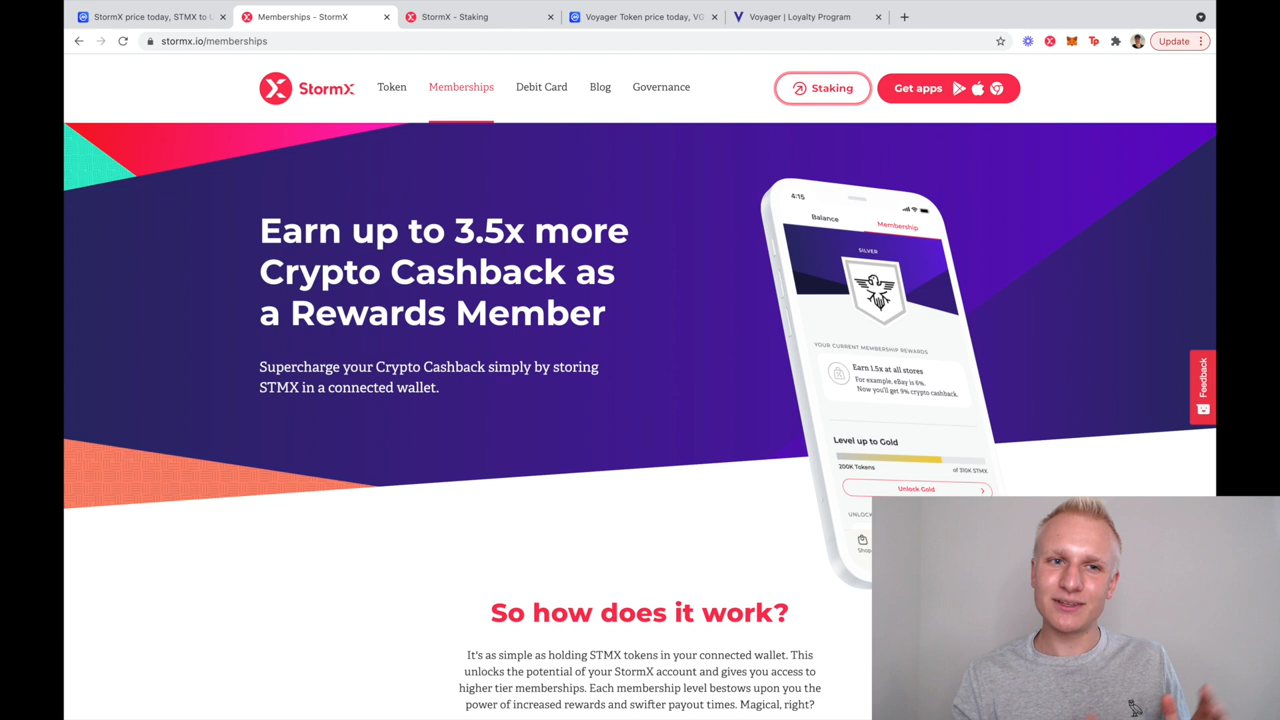 StormX price today, STMX to U
Memberships - StormX
StormX - Staking
Voyager Token price today, VG
Voyager | Loyalty Program
stormx.io/memberships
Update
StormX
Token
Memberships
Debit Card
Blog
Governance
Staking
Get apps
Earn up to 3.5x more
Crypto Cashback as
a Rewards Member
Supercharge your Crypto Cashback simply by storing
STMX in a connected wallet.
4:15
Balance
Membership
SILVER
YOUR CURRENT MEMBERSHIP REWARDS
Earn 1.5x at all stores
For example, eBay is 6%.
Now you'll get 9% crypto cashback.
Level up to Gold
200K Tokens
of 310K STMX
Unlock Gold
UNLOCK
Shop
Feedback
So how does it work?
It's as simple as holding STMX tokens in your connected wallet. This
unlocks the potential of your StormX account and gives you access to
higher tier memberships. Each membership level bestows upon you the
power of increased rewards and swifter payout times. Magical, right?